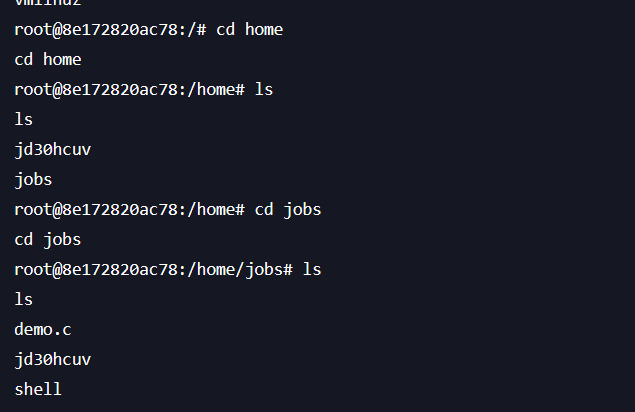 vmlinuz
root@8e172820ac78:/# cd home
cd home
root@8e172820ac78:/home# ls
ls
jd30hcuv
jobs
root@8e172820ac78:/home# cd jobs
cd jobs
root@8e172820ac78:/home/jobs# ls
ls
demo.c
jd30hcuv
shell